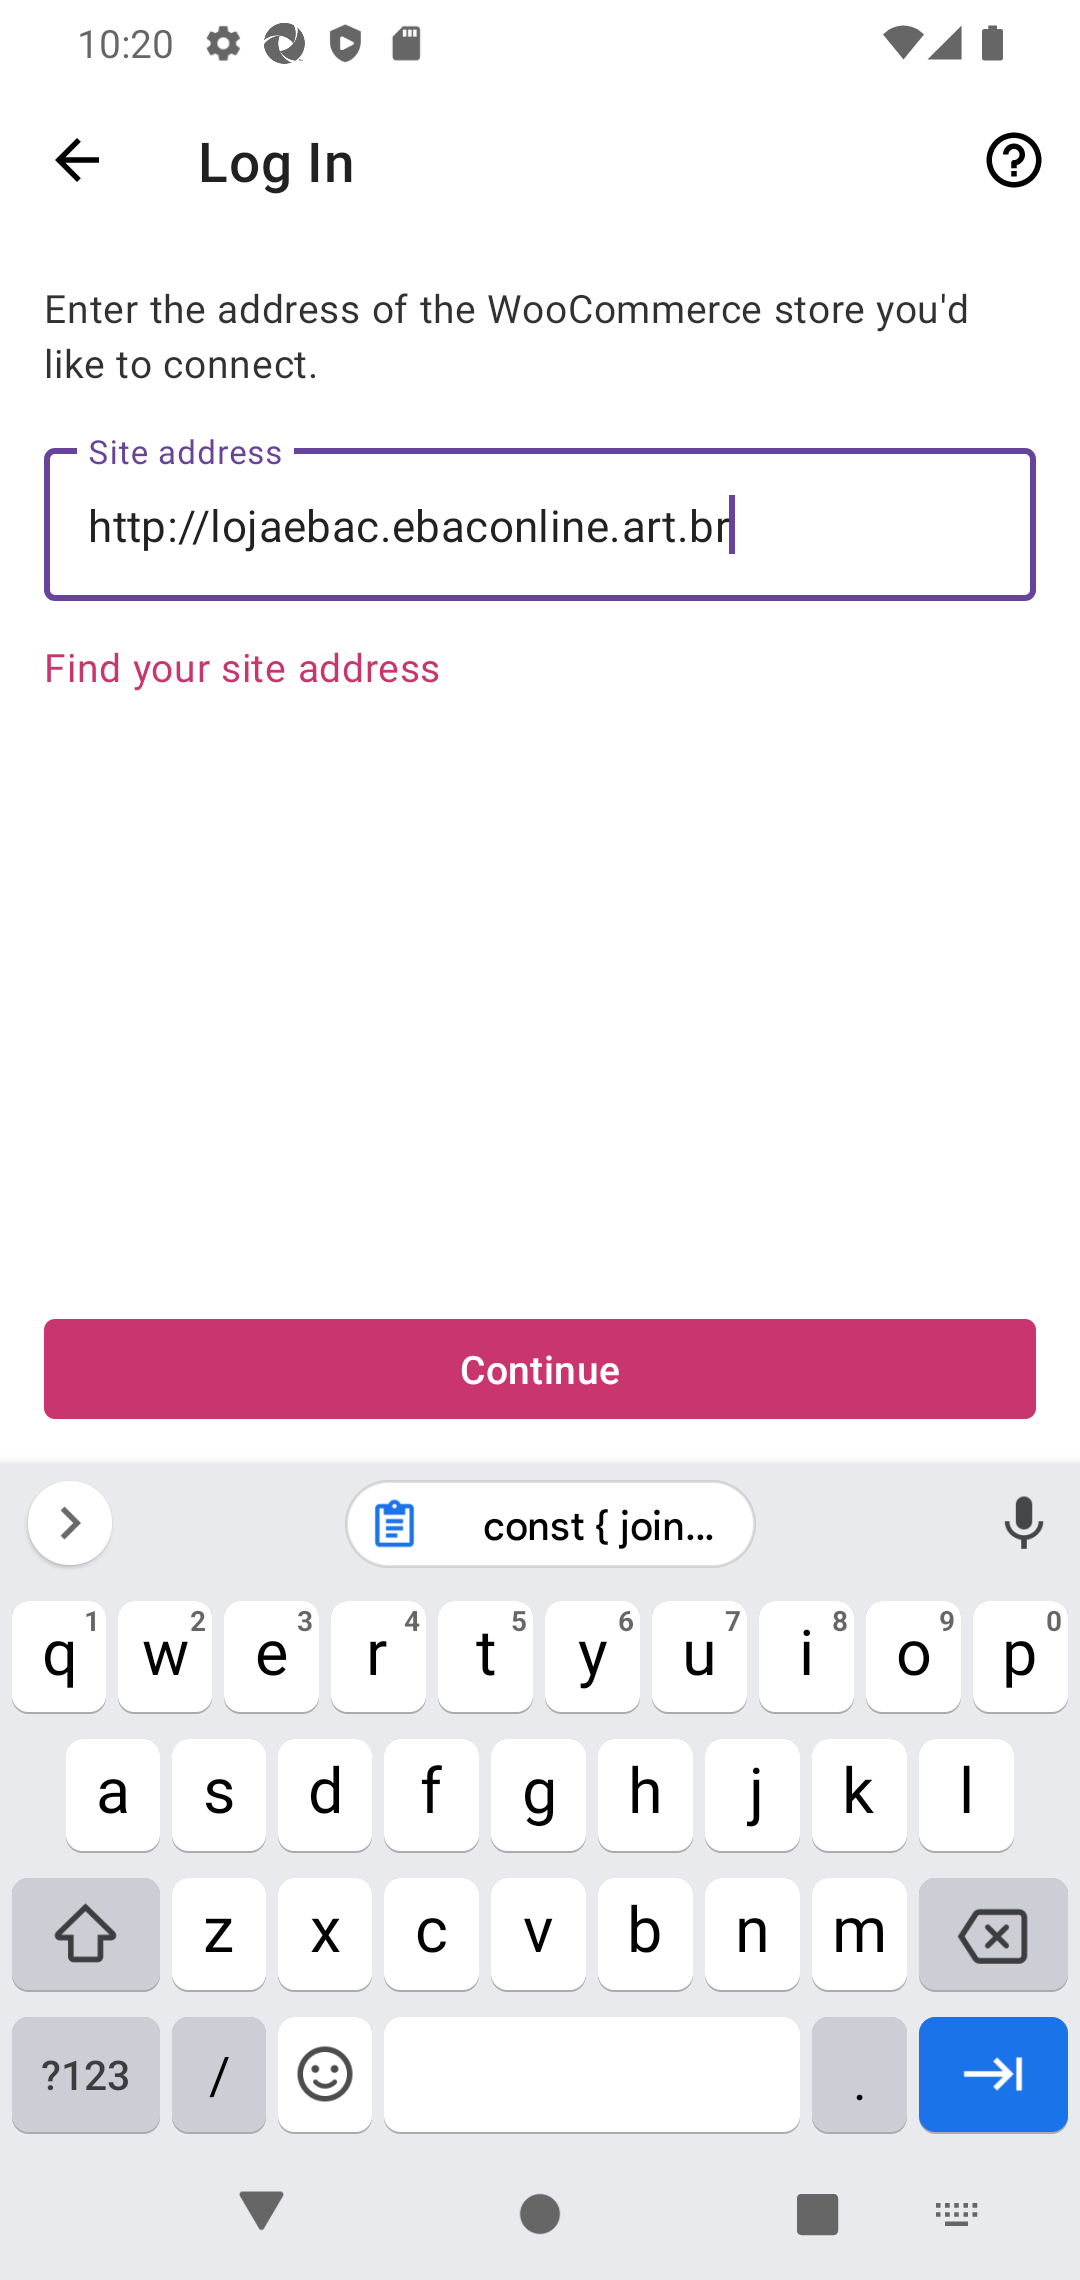 10:20
Log In
Enter the address of the WooCommerce store you'd
like to connect.
Site address
http://lojaebac.ebaconline.art.br
Find your site address
Continue
const { join...
1 2 3 4 5 6 7 8 9 0
q w e r t y u i o p
a s d f g h j k l
z x c v b n m
?123 / .